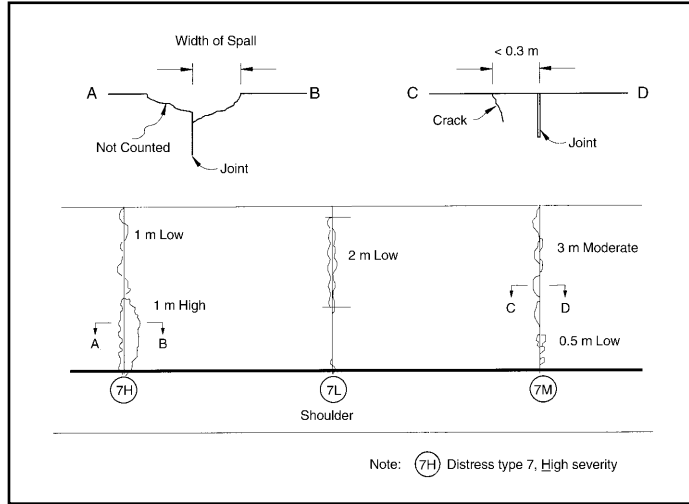 Width of Spall
< 0.3 m
A
B
C
D
Crack
Not Counted
Joint
Joint
1 m Low
2 m Low
3 m Moderate
1 m High
A
B
C
D
0.5 m Low
7H
7L
7M
Shoulder
Note: 7H Distress type 7, High severity